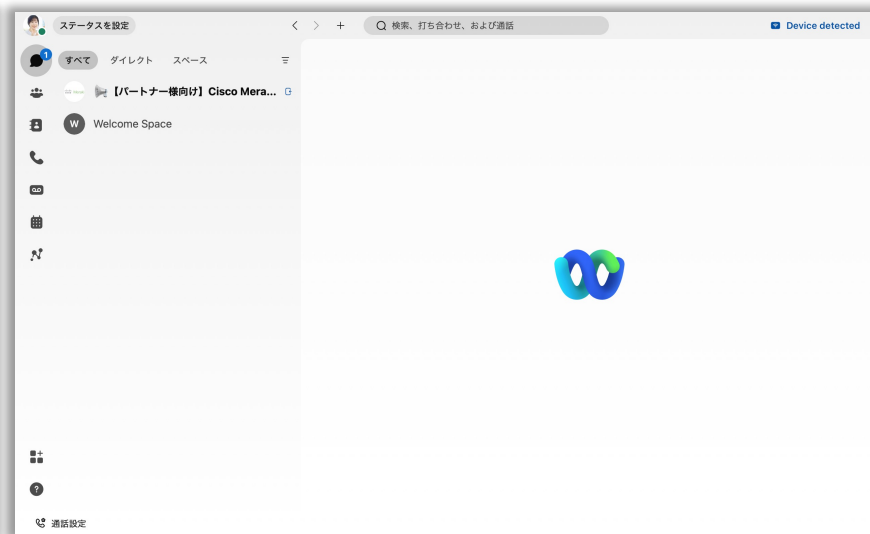 ステータスを設定
検索、打ち合わせ、および通話
Device detected
1
すべて ダイレクト スペース
【パートナー様向け】Cisco Mera...
W Welcome Space
?
通話設定